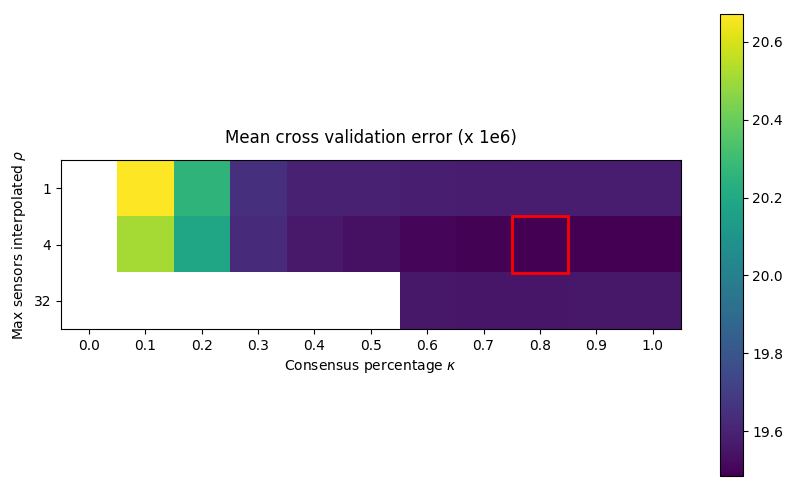 Mean cross validation error (x 1e6)
Max sensors interpolated ρ
1
4
32
0.0 0.1 0.2 0.3 0.4 0.5 0.6 0.7 0.8 0.9 1.0
Consensus percentage κ
20.6
20.4
20.2
20.0
19.8
19.6